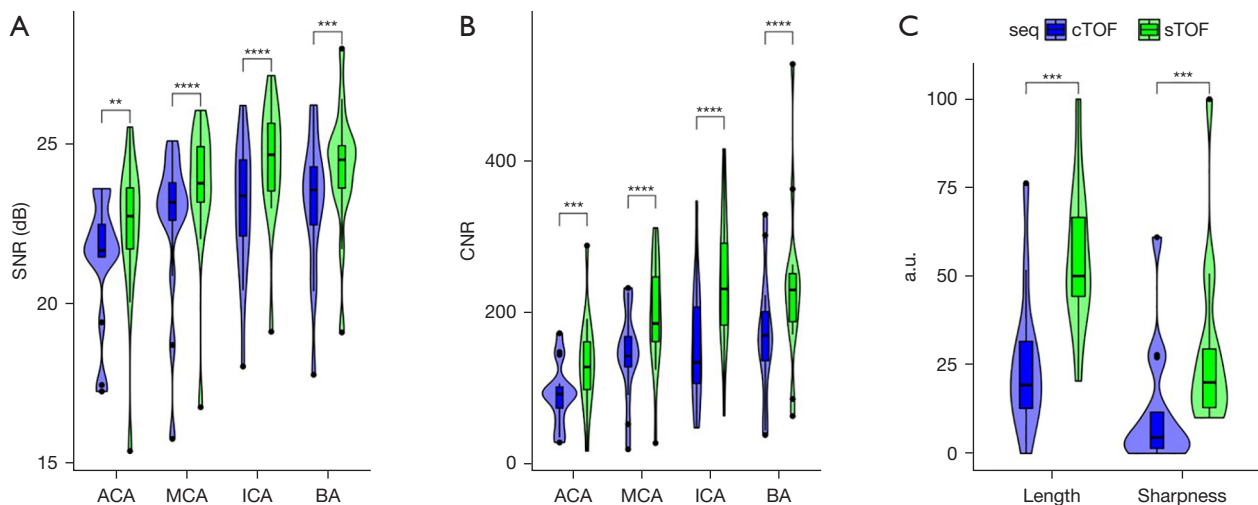 A
SNR (dB)
25
20
15
**
****
****
***
ACA MCA ICA BA
B
CNR
400
200
0
***
****
****
****
ACA MCA ICA BA
C
seq cTOF sTOF
a.u.
100
75
50
25
0
***
***
Length Sharpness